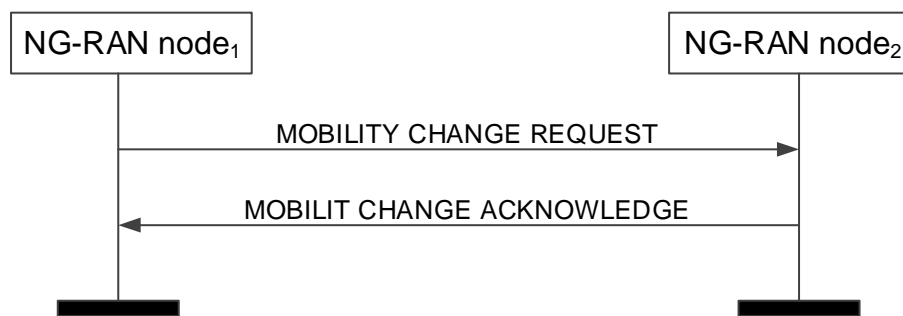 NG-RAN node₁
NG-RAN node₂
MOBILITY CHANGE REQUEST
MOBILIT CHANGE ACKNOWLEDGE